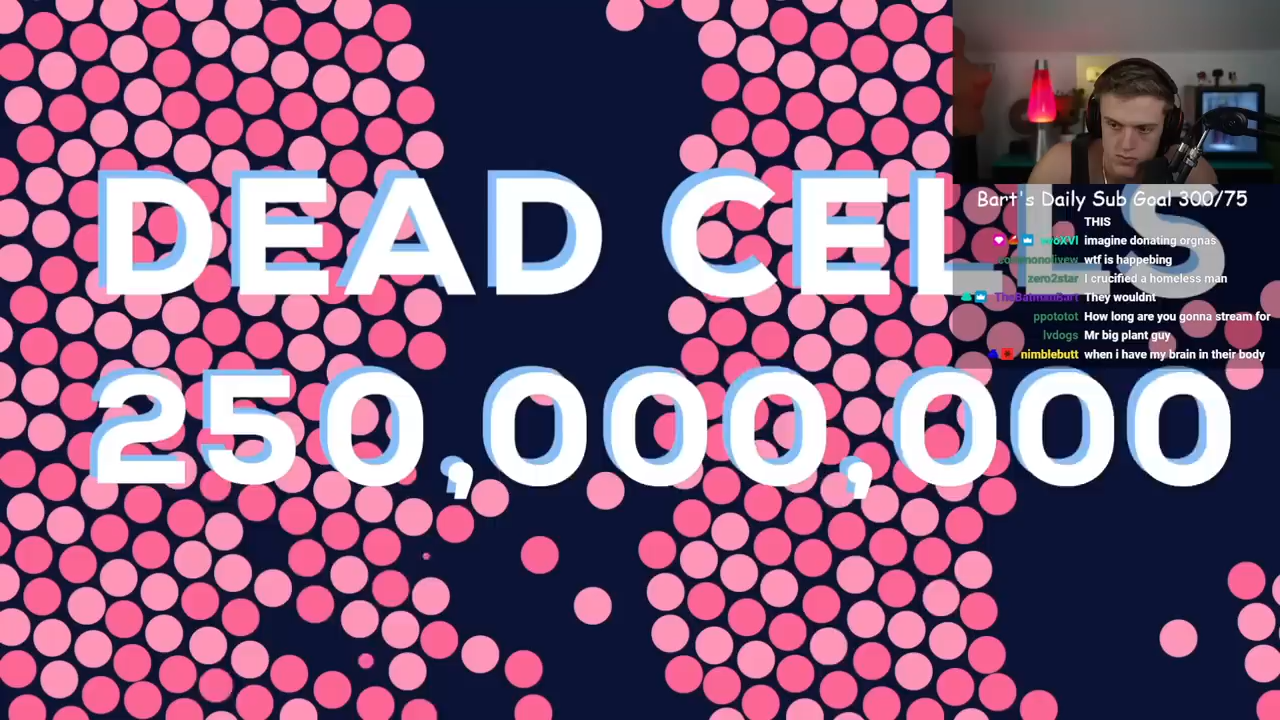 DEAD CELLS
250,000,000
Bart's Daily Sub Goal 300/75
THIS
imagine donating orgnas
wtf is happebing
zero2star I crucified a homeless man
TheBatmanBart They wouldnt
ppototot How long are you gonna stream for
lvdogs Mr big plant guy
nimblebutt when i have my brain in their body